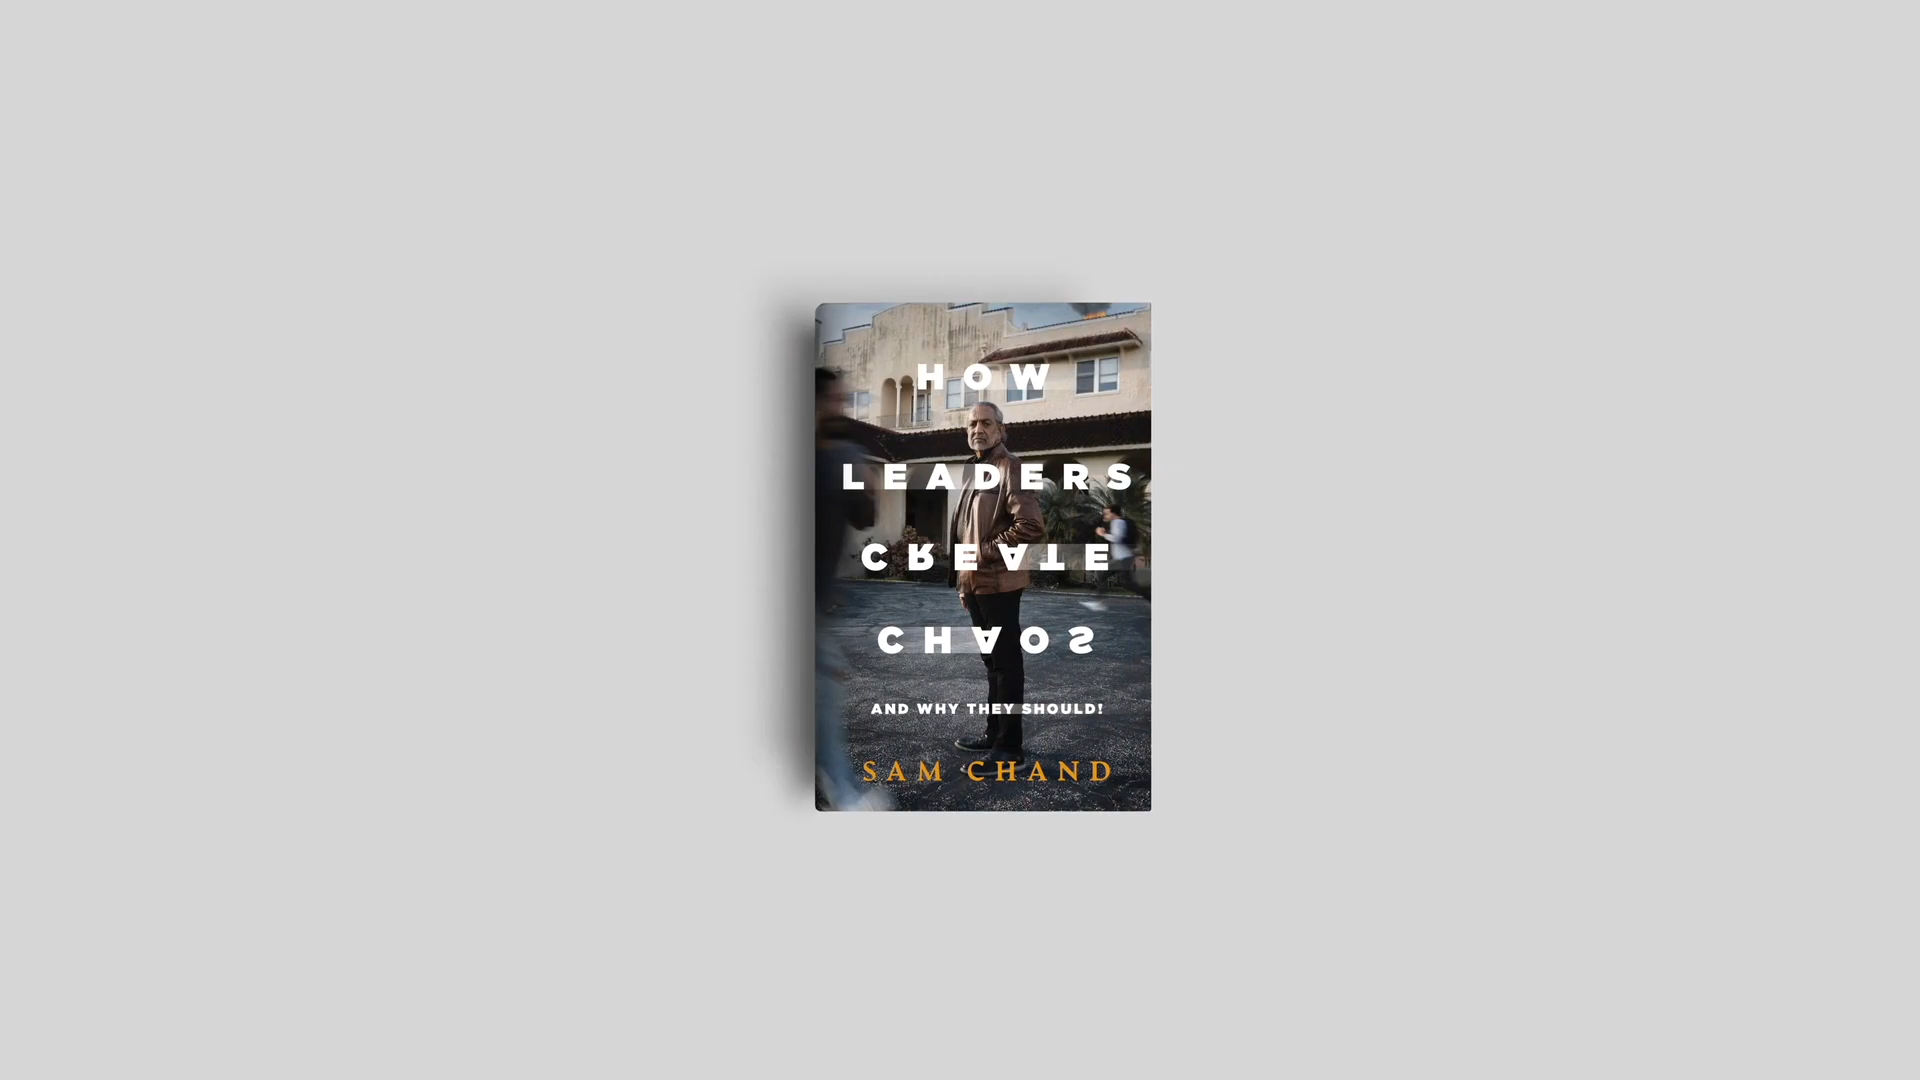 HOW
LEADERS
CREATE
CHAOS
AND WHY THEY SHOULD!
SAM CHAND